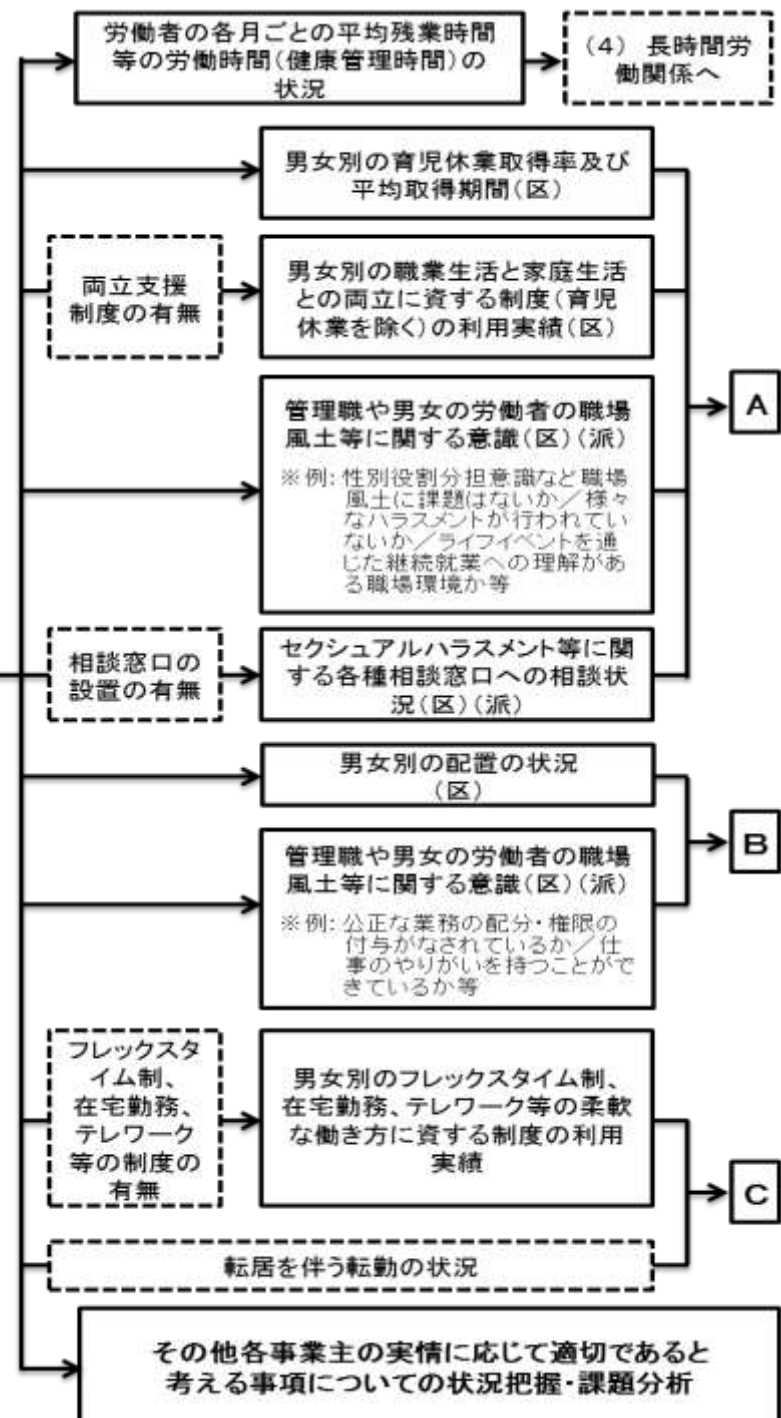 労働者の各月ごとの平均残業時間
等の労働時間(健康管理時間)の
状況
(4) 長時間労
働関係へ
男女別の育児休業取得率及び
平均取得期間(区)
両立支援
制度の有無
男女別の職業生活と家庭生活
との両立に資する制度(育児
休業を除く)の利用実績(区)
管理職や男女の労働者の職場
風土等に関する意識(区)(派)
※例: 性別役割分担意識など職場
風土に課題はないか/様々
なハラスメントが行われてい
ないか/ライフイベントを通
じた継続就業への理解があ
る職場環境か等
A
相談窓口の
設置の有無
セクシュアルハラスメント等に関
する各種相談窓口への相談状
況(区)(派)
男女別の配置の状況
(区)
B
管理職や男女の労働者の職場
風土等に関する意識(区)(派)
※例: 公正な業務の配分・権限の
付与がなされているか/仕
事のやりがいを持つことがで
きているか等
フレックスタ
イム制、
在宅勤務、
テレワーク
等の制度の
有無
男女別のフレックスタイム制、
在宅勤務、テレワーク等の柔軟
な働き方に資する制度の利用
実績
C
転居を伴う転勤の状況
その他各事業主の実情に応じて適切であると
考える事項についての状況把握・課題分析